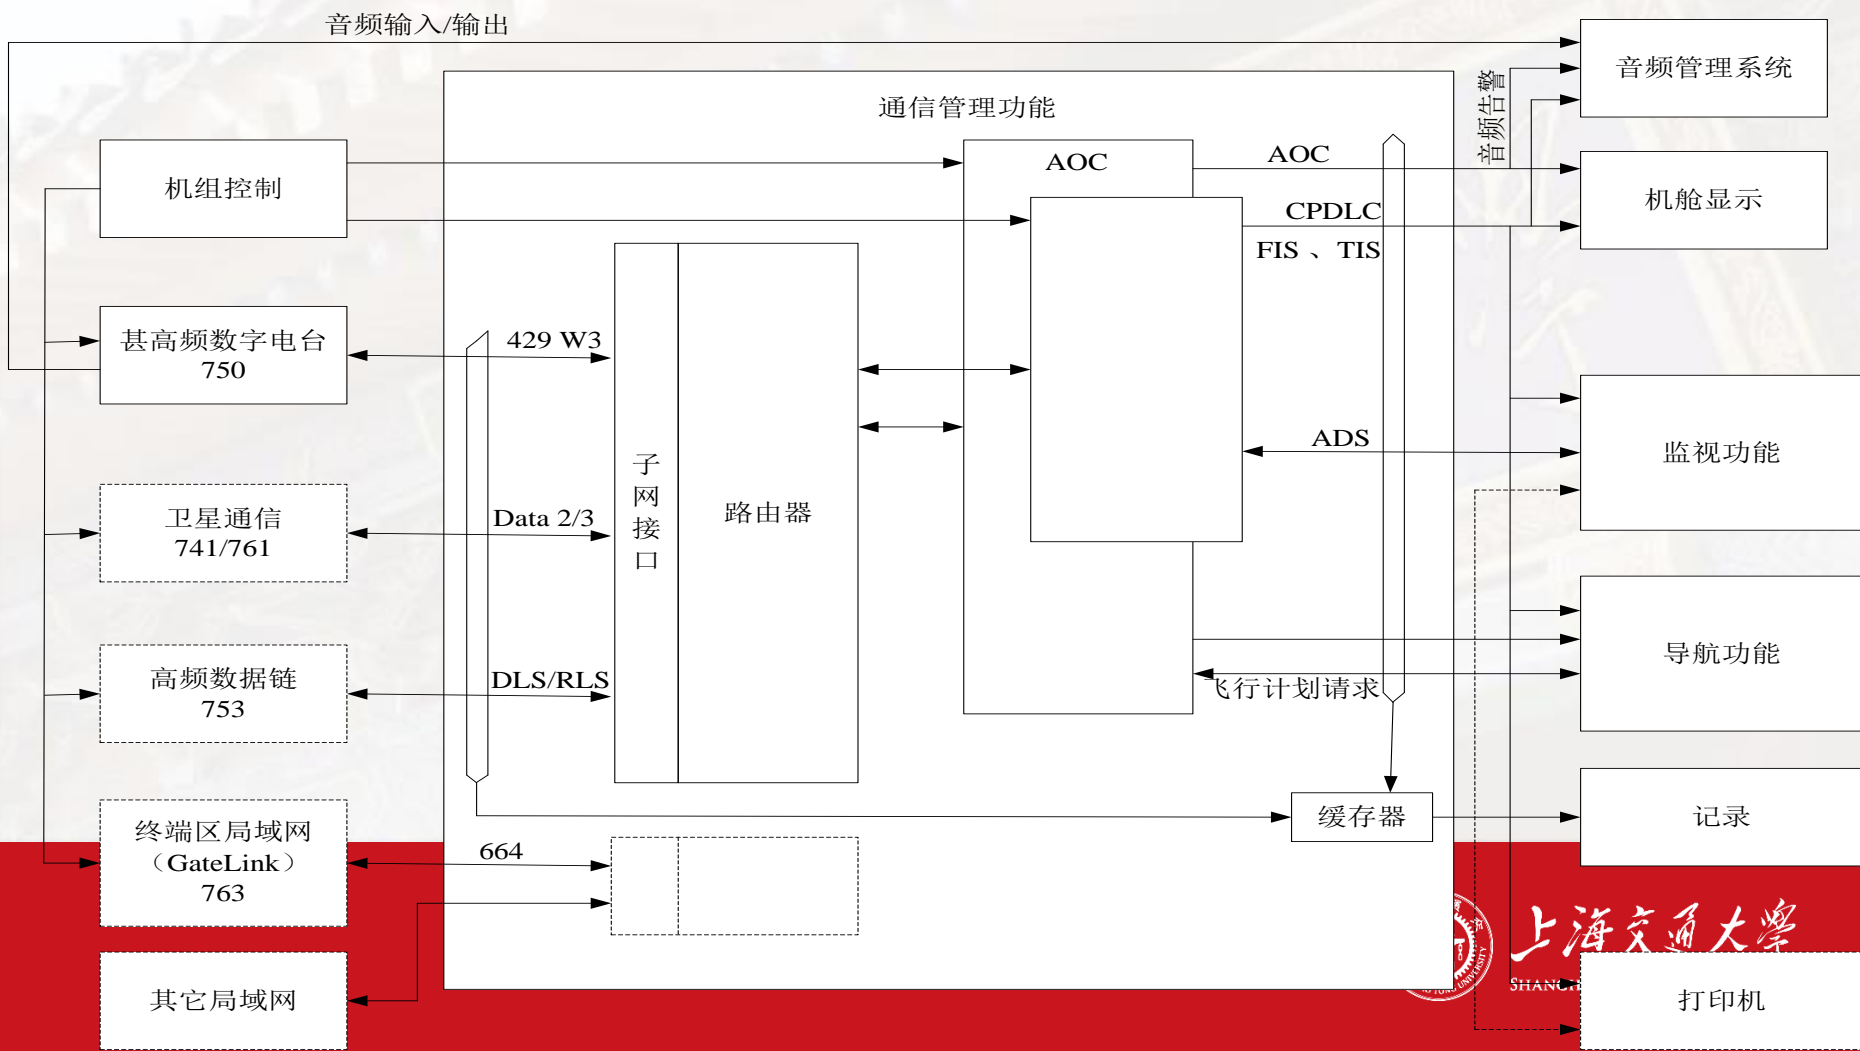 音频输入/输出
音频管理系统
音频告警
通信管理功能
机组控制
AOC
AOC
机舱显示
CPDLC
FIS 、TIS
甚高频数字电台
750
429 W3
子网接口
路由器
ADS
监视功能
卫星通信
741/761
Data 2/3
高频数据链
753
DLS/RLS
飞行计划请求
导航功能
缓存器
记录
终端区局域网
（GateLink）
763
664
上海交通大學
其它局域网
打印机